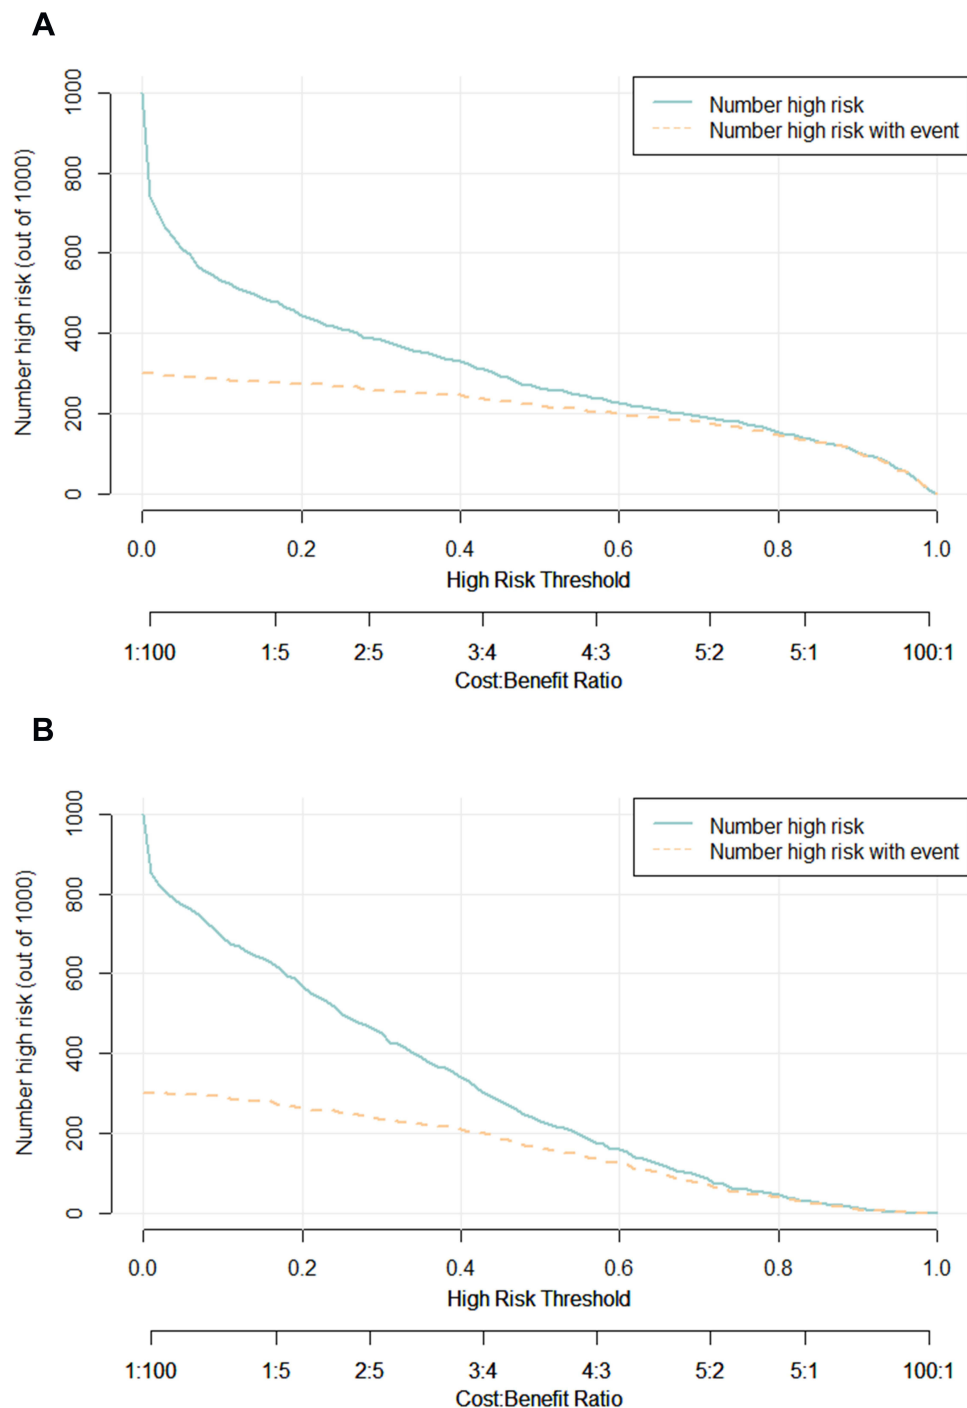 A
Number high risk (out of 1000)
1000
800
600
400
200
0
Number high risk
Number high risk with event
0.0 0.2 0.4 0.6 0.8 1.0
High Risk Threshold
1:100 1:5 2:5 3:4 4:3 5:2 5:1 100:1
Cost:Benefit Ratio
B
Number high risk (out of 1000)
1000
800
600
400
200
0
Number high risk
Number high risk with event
0.0 0.2 0.4 0.6 0.8 1.0
High Risk Threshold
1:100 1:5 2:5 3:4 4:3 5:2 5:1 100:1
Cost:Benefit Ratio